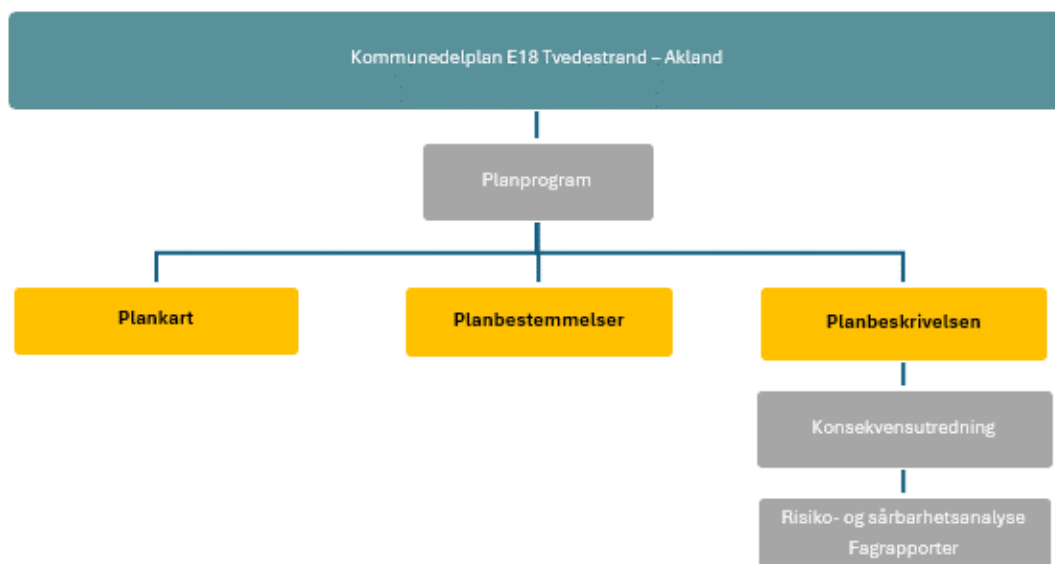 Kommunedelplan E18 Tvedestrand – Akland
Planprogram
Plankart
Planbestemmelser
Planbeskrivelsen
Konsekvensutredning
Risiko- og sårbarhetsanalyse
Fagrapporter